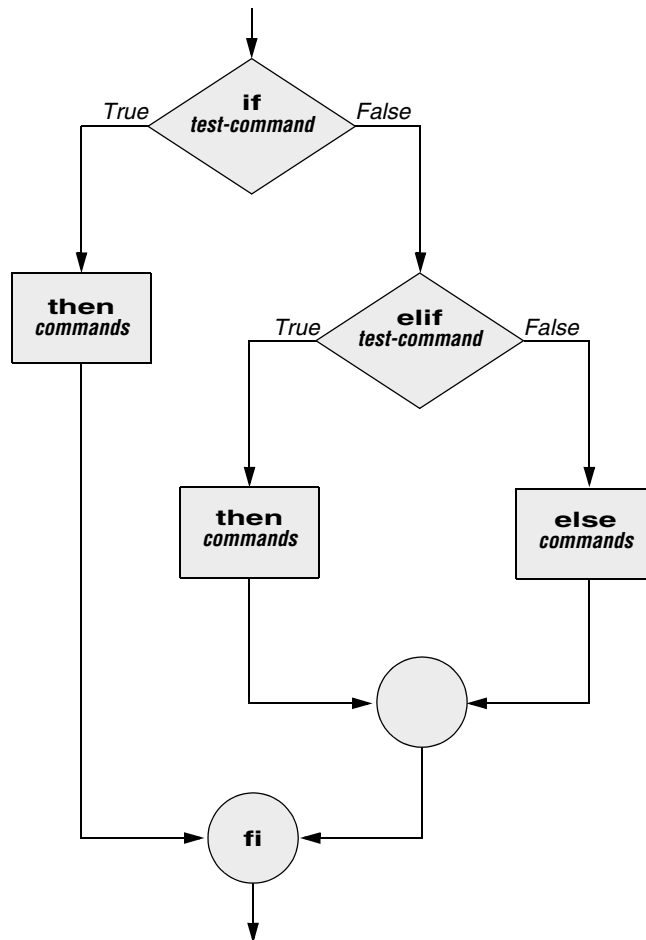 if
True
test-command
False
then
commands
elif
True
test-command
False
then
commands
else
commands
fi